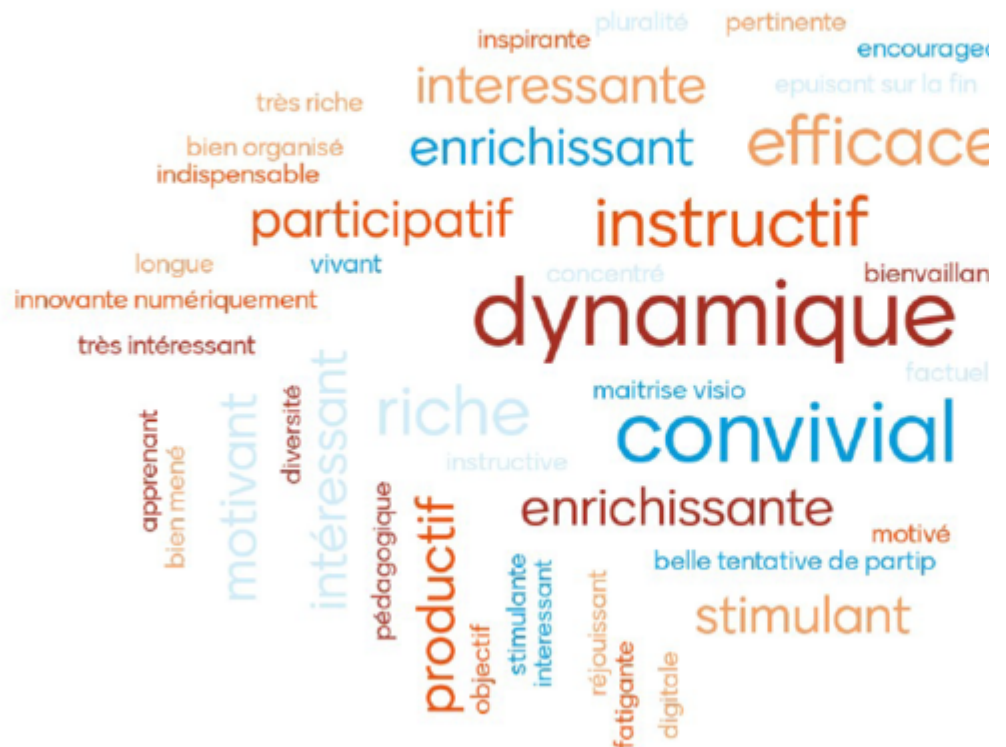 pluralité
pertinente
inspirante
encouragea
interessante
epuisant sur la fin
très riche
efficace
enrichissant
bien organisé
indispensable
participatif
instructif
longue
vivant
concentré
bienvaillan
innovante numériquement
dynamique
très intéressant
factuel
maitrise visio
riche
convivial
motivant
intéressant
diversité
apprenant
bien mené
instructive
enrichissante
pédagogique
productif
motivé
belle tentative de partip
stimulant
objectif
stimulante
interessant
réjouissant
fatigante
digitale